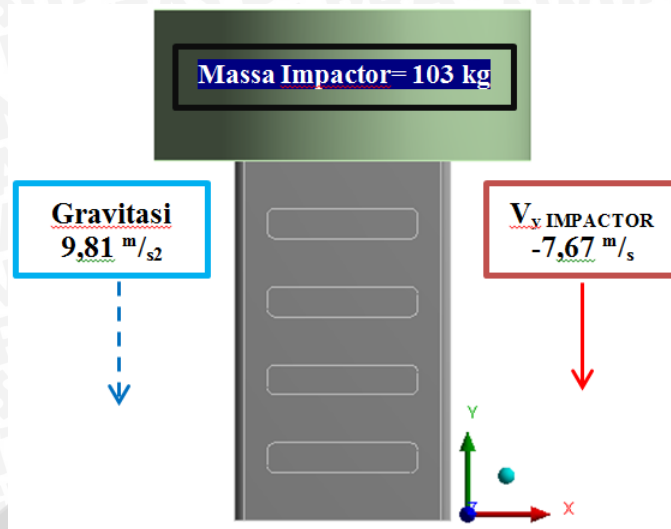 Massa Impactor= 103 kg
Gravitasi
9,81 m/s2
Vy IMPACTOR
-7,67 m/s
Y
Z
X